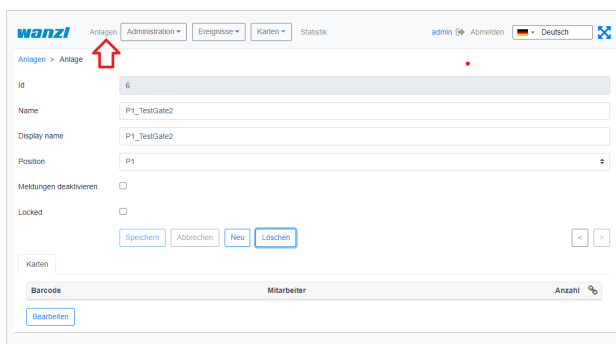 wanzl Anlagen Administration Ereignisse Karten Statistik admin Abmelden Deutsch
Anlagen > Anlage
Id 6
Name P1_TestGate2
Display name P1_TestGate2
Position P1
Meldungen deaktivieren
Locked
Speichern Abbrechen Neu Löschen < >
Karten
Barcode Mitarbeiter Anzahl
Bearbeiten